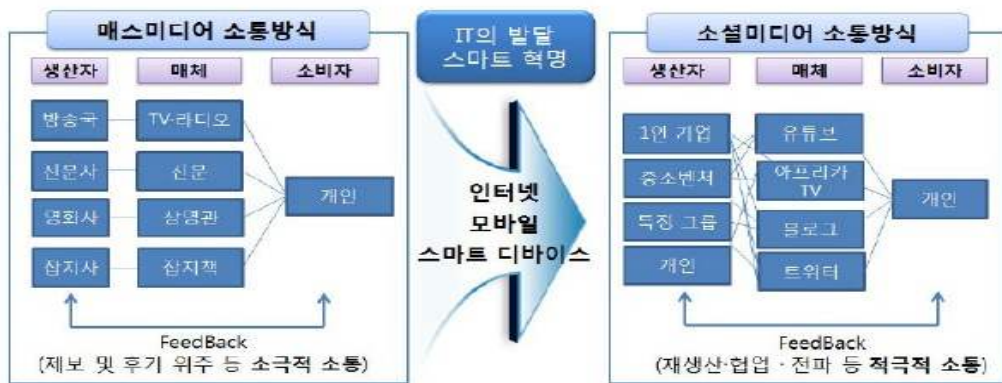 매스미디어 소통방식
생산자 매체 소비자
방송국 TV·라디오
신문사 신문
개인
영화사 상영관
잡지사 잡지책
FeedBack
(제보 및 후기 위주 등 소극적 소통)
IT의 발달
스마트 혁명
인터넷
모바일
스마트 디바이스
소셜미디어 소통방식
생산자 매체 소비자
1인 기업 유튜브
중소벤처 아프리카
TV
개인
특정 그룹 블로그
개인 트위터
FeedBack
(재생산·협업·전파 등 적극적 소통)